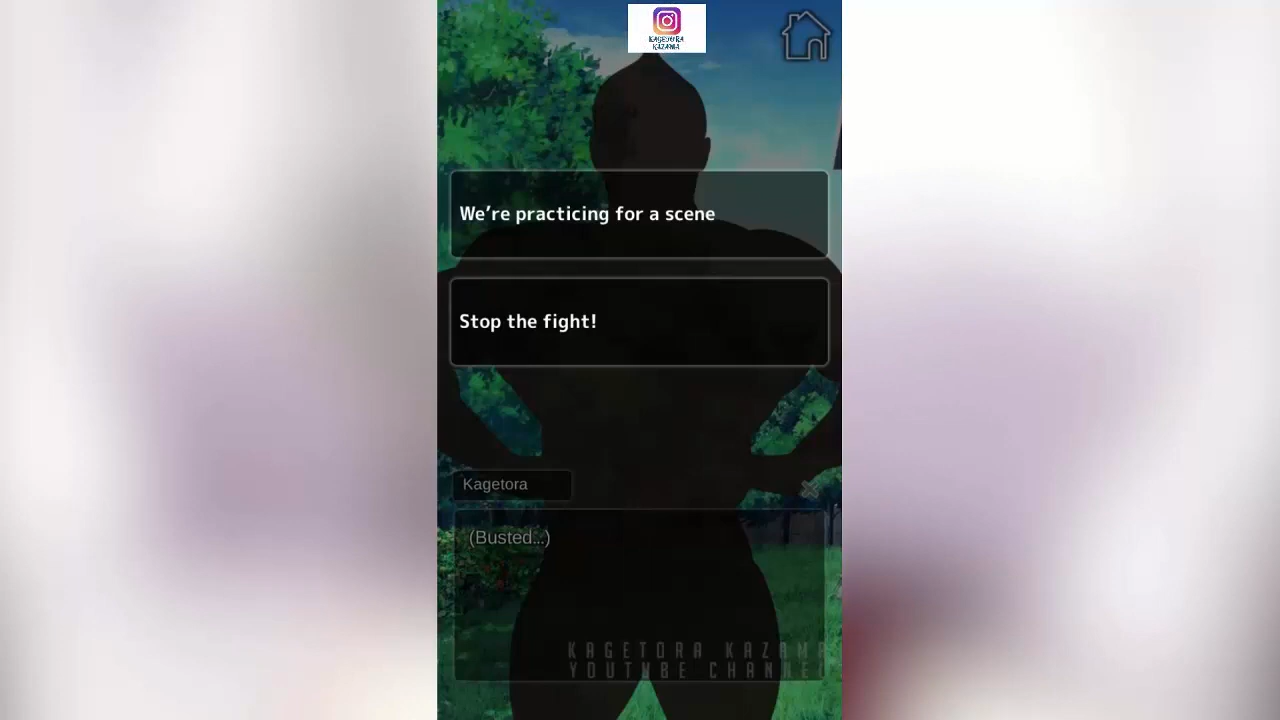 KAGETORA
KAZAMA
We’re practicing for a scene
Stop the fight!
Kagetora
(Busted...)
KAGETORA KAZAMA
YOUTUBE CHANNEL